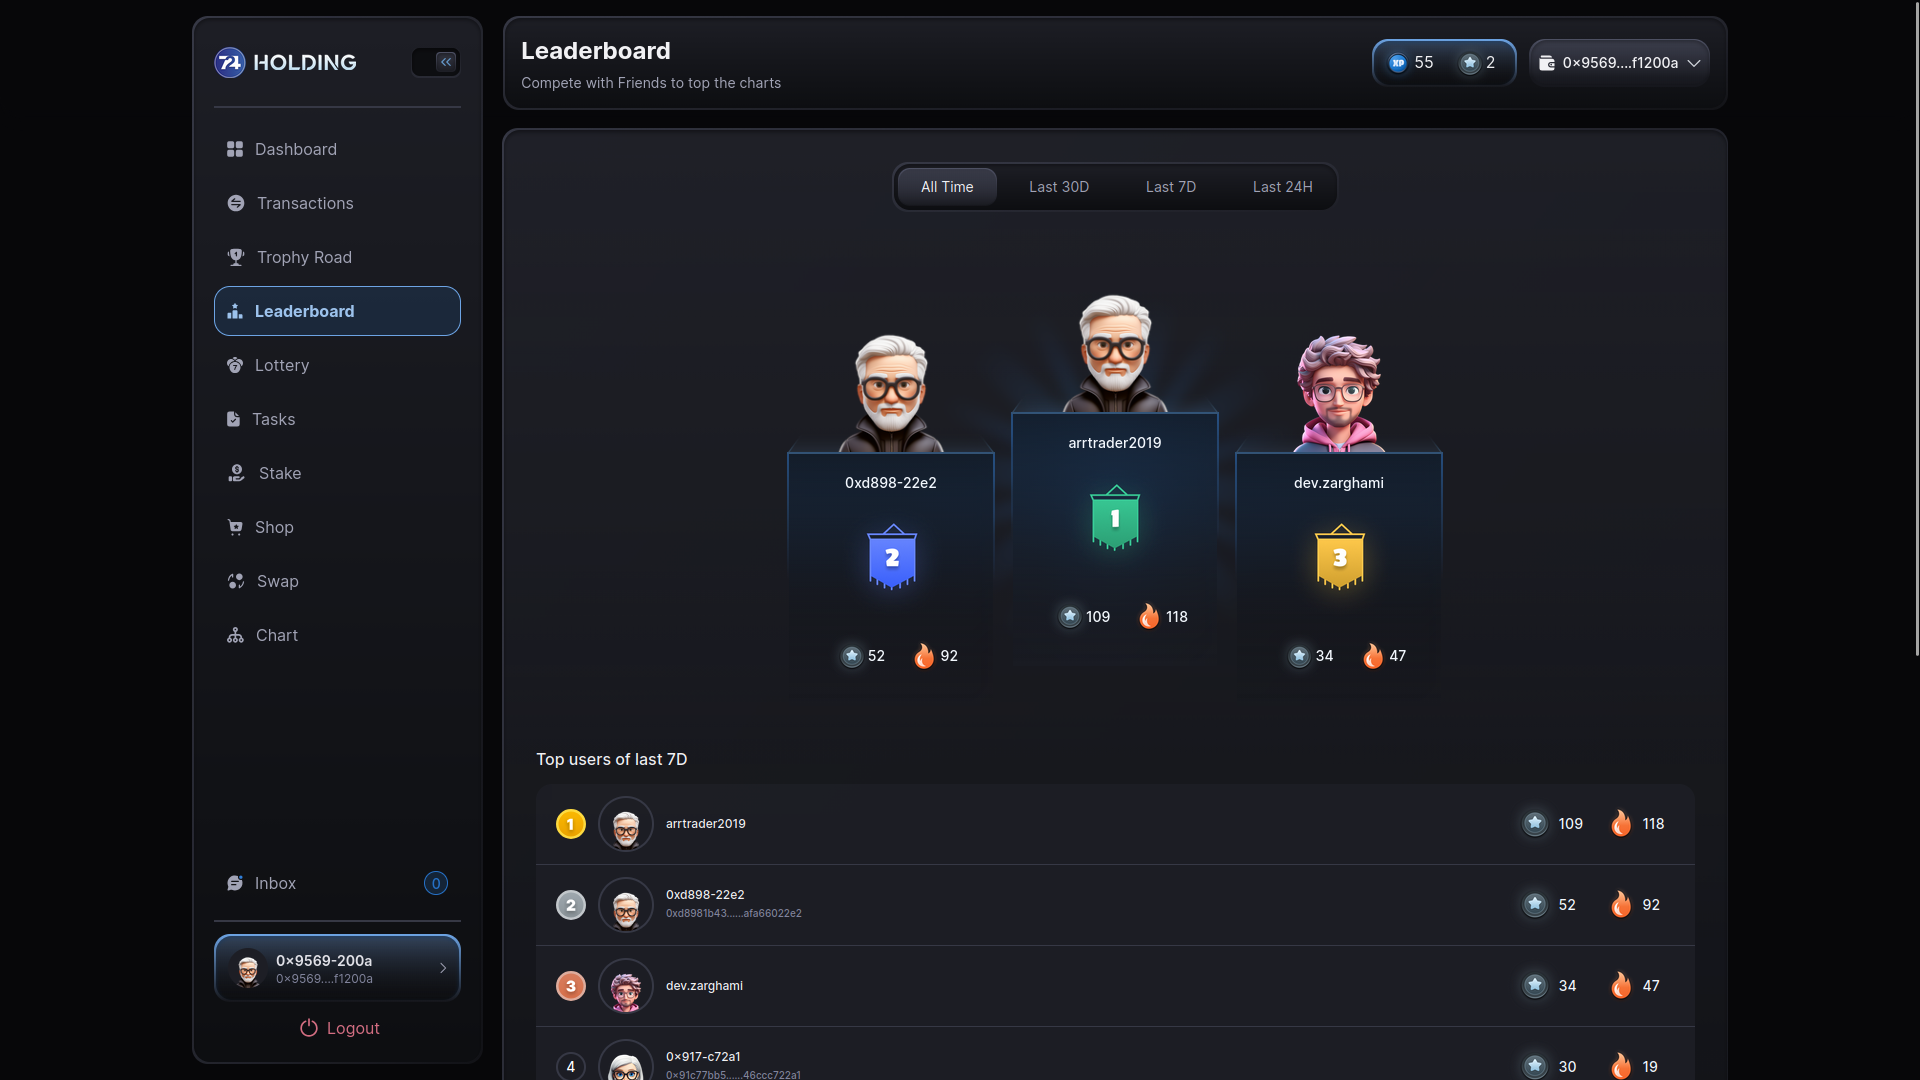 HOLDING
Dashboard
Transactions
Trophy Road
Leaderboard
Lottery
Tasks
Stake
Shop
Swap
Chart
Inbox
0
0×9569-200a
0×9569....f1200a
Logout
Leaderboard
Compete with Friends to top the charts
XP 55 2
0×9569....f1200a
All Time Last 30D Last 7D Last 24H
0xd898-22e2
2
52 92
arrtrader2019
1
109 118
dev.zarghami
3
34 47
Top users of last 7D
1 arrtrader2019 109 118
2 0xd898-22e2 52 92
0xd8981b43......afa66022e2
3 dev.zarghami 34 47
4 0×917-c72a1 30 19
0×91c77bb5......46ccc722a1